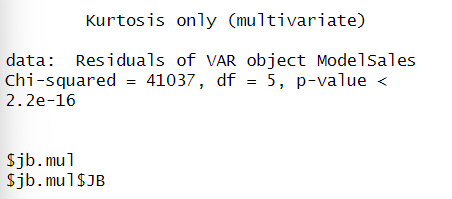 Kurtosis only (multivariate)
data:  Residuals of VAR object ModelSales
Chi-squared = 41037, df = 5, p-value <
2.2e-16
$jb.mul
$jb.mul$JB